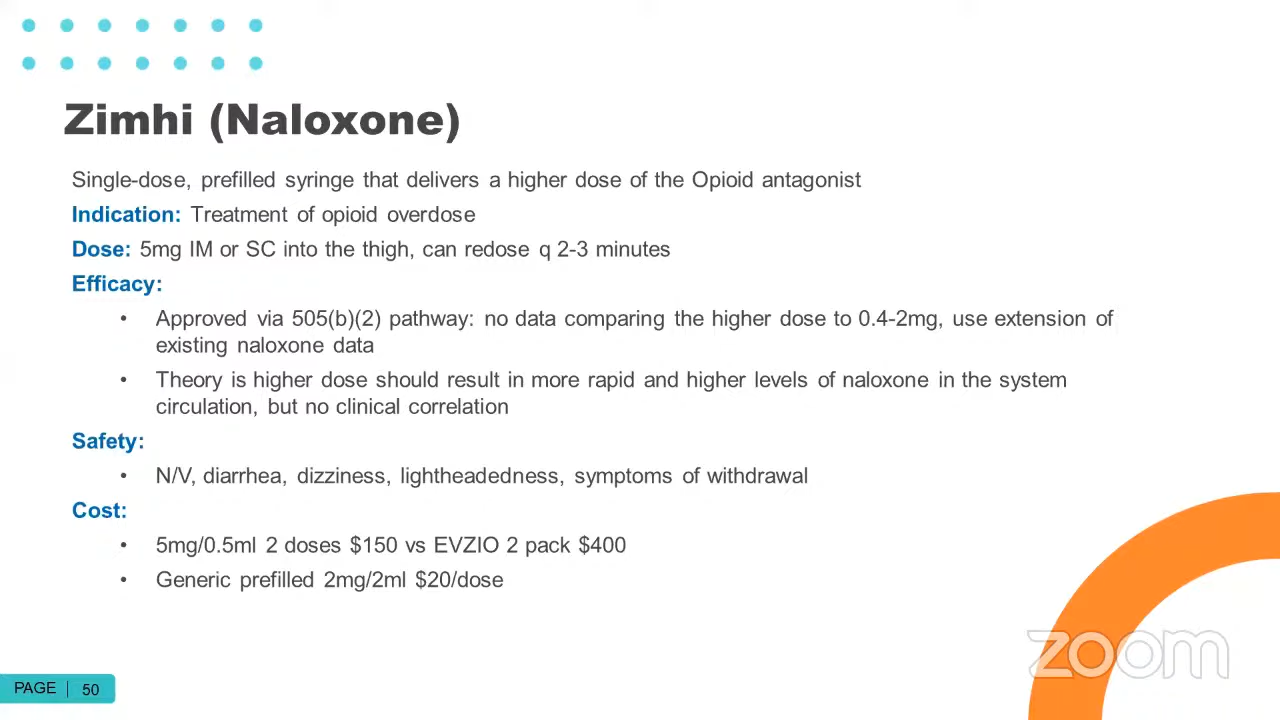 Zimhi (Naloxone)
Single-dose, prefilled syringe that delivers a higher dose of the Opioid antagonist
Indication: Treatment of opioid overdose
Dose: 5mg IM or SC into the thigh, can redose q 2-3 minutes
Efficacy:
• Approved via 505(b)(2) pathway: no data comparing the higher dose to 0.4-2mg, use extension of
existing naloxone data
• Theory is higher dose should result in more rapid and higher levels of naloxone in the system
circulation, but no clinical correlation
Safety:
• N/V, diarrhea, dizziness, lightheadedness, symptoms of withdrawal
Cost:
• 5mg/0.5ml 2 doses $150 vs EVZIO 2 pack $400
• Generic prefilled 2mg/2ml $20/dose
zoom
PAGE | 50